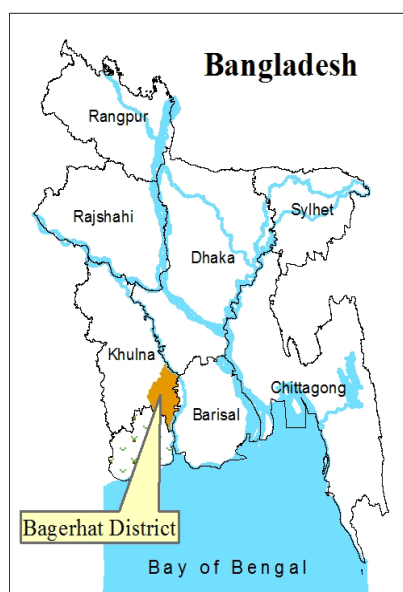 Bangladesh
Rangpur
Rajshahi
Sylhet
Dhaka
Khulna
Chittagong
Barisal
Bagerhat District
Bay of Bengal